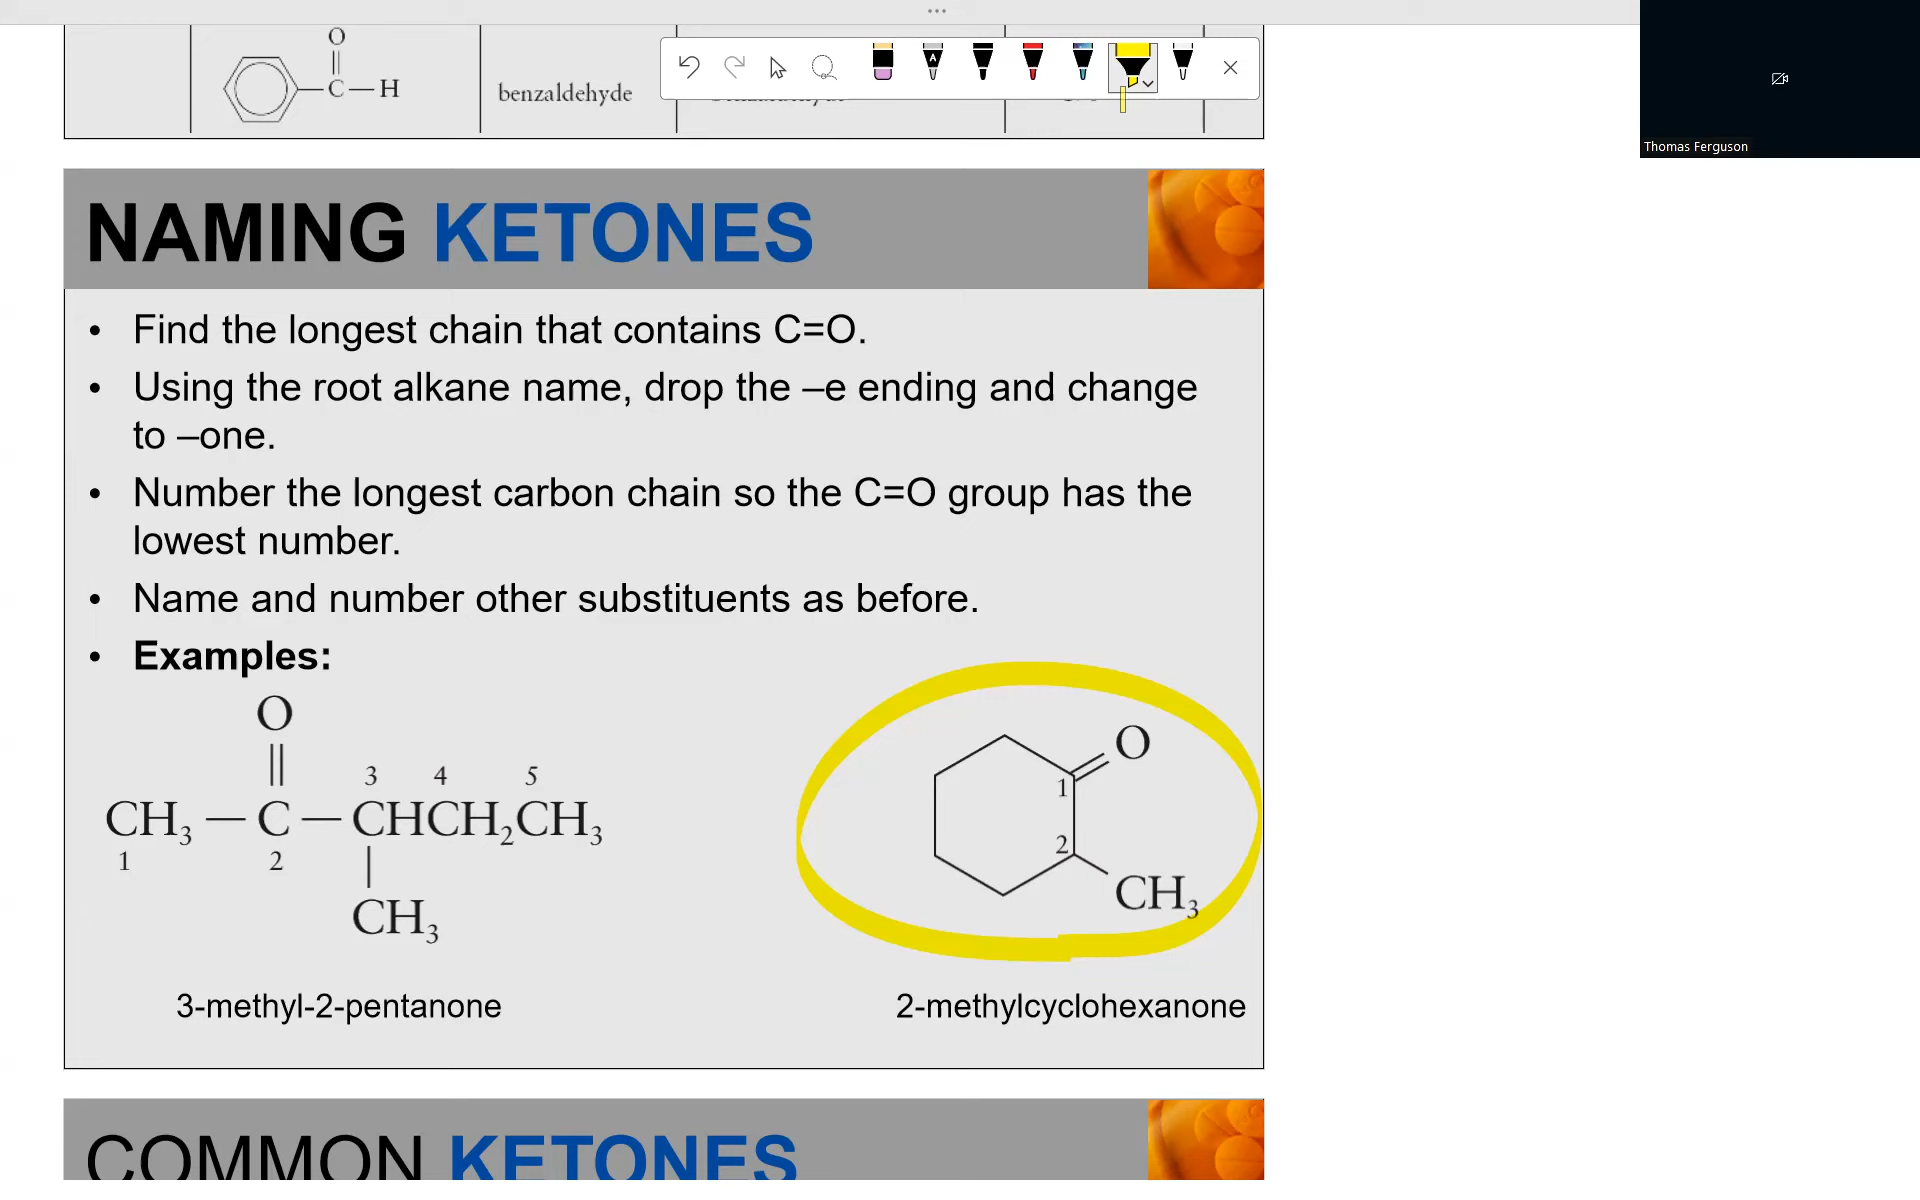 O
C — H
benzaldehyde
Thomas Ferguson
NAMING KETONES
• Find the longest chain that contains C=O.
• Using the root alkane name, drop the –e ending and change
to –one.
• Number the longest carbon chain so the C=O group has the
lowest number.
• Name and number other substituents as before.
• Examples:
O
3 4 5
CH₃ — C — CHCH₂CH₃
1 2
CH₃
3-methyl-2-pentanone
O
1
2
CH₃
2-methylcyclohexanone
COMMON KETONES